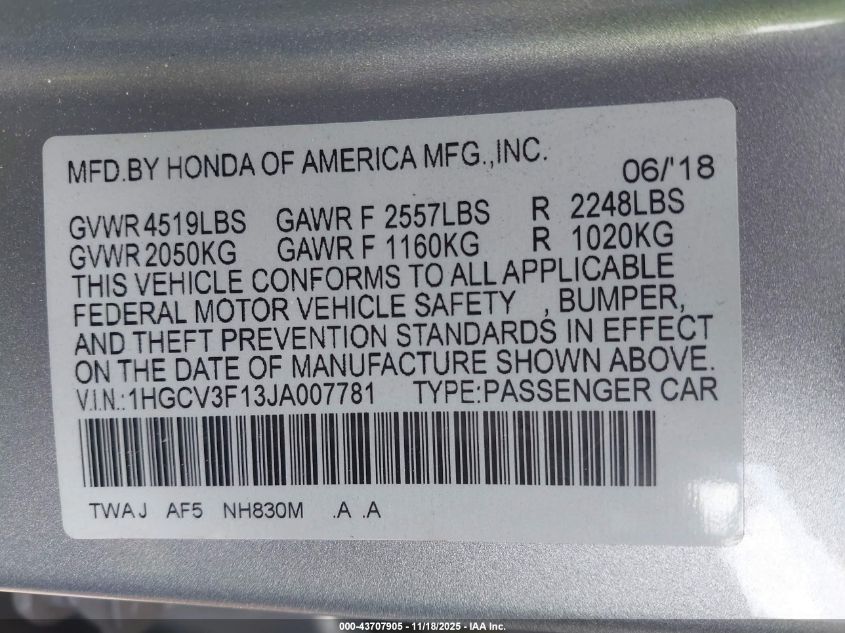 MFD.BY HONDA OF AMERICA MFG.,INC. 06/'18
GVWR 4519LBS GAWR F 2557LBS R 2248LBS
GVWR 2050KG GAWR F 1160KG R 1020KG
THIS VEHICLE CONFORMS TO ALL APPLICABLE
FEDERAL MOTOR VEHICLE SAFETY , BUMPER,
AND THEFT PREVENTION STANDARDS IN EFFECT
ON THE DATE OF MANUFACTURE SHOWN ABOVE.
V.I.N.: 1HGCV3F13JA007781 TYPE:PASSENGER CAR
TWAJ AF5 NH830M .A .A
000-43707905 - 11/18/2025 - IAA Inc.